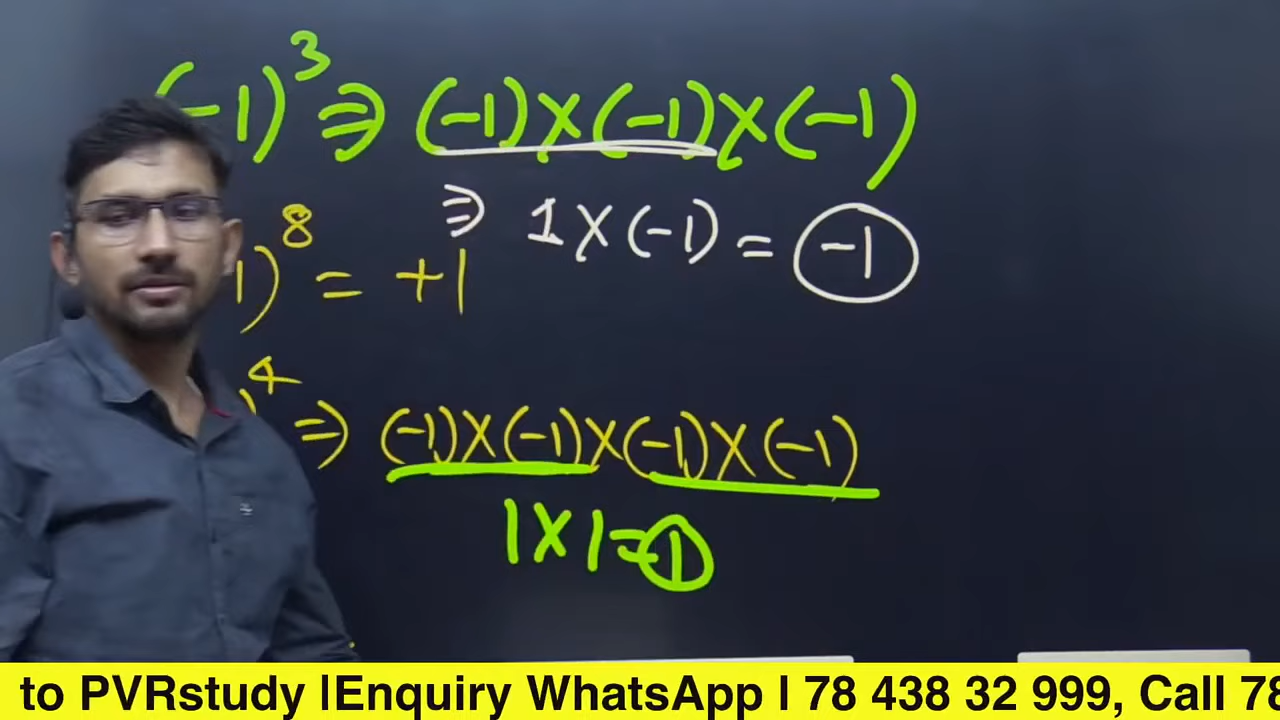 (-1)³ ⇒ (-1)×(-1)×(-1)
⇒ 1×(-1) = -1
1)⁸ = +1
)⁴ ⇒ (-1)×(-1)×(-1)×(-1)
1×1=1
to PVRstudy |Enquiry WhatsApp | 78 438 32 999, Call 78